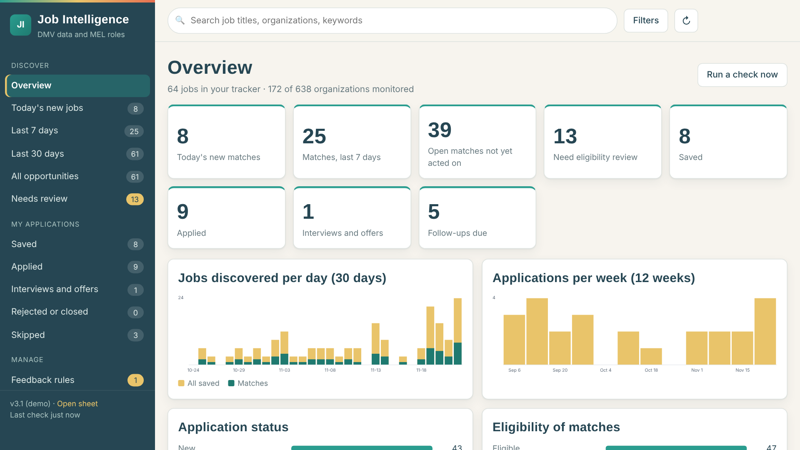 JI
Job Intelligence
DMV data and MEL roles
DISCOVER
Overview
Today's new jobs 8
Last 7 days 25
Last 30 days 61
All opportunities 61
Needs review 13
MY APPLICATIONS
Saved 8
Applied 9
Interviews and offers 1
Rejected or closed 0
Skipped 3
MANAGE
Feedback rules 1
v3.1 (demo) · Open sheet
Last check just now
Search job titles, organizations, keywords
Filters
Overview
64 jobs in your tracker · 172 of 638 organizations monitored
Run a check now
8
Today's new matches
25
Matches, last 7 days
39
Open matches not yet
acted on
13
Need eligibility review
8
Saved
9
Applied
1
Interviews and offers
5
Follow-ups due
Jobs discovered per day (30 days)
24
10-24 10-29 11-03 11-08 11-13 11-18
All saved Matches
Applications per week (12 weeks)
4
Sep 6 Sep 20 Oct 4 Oct 18 Nov 1 Nov 15
Application status
New 43
Eligibility of matches
Eligible 47